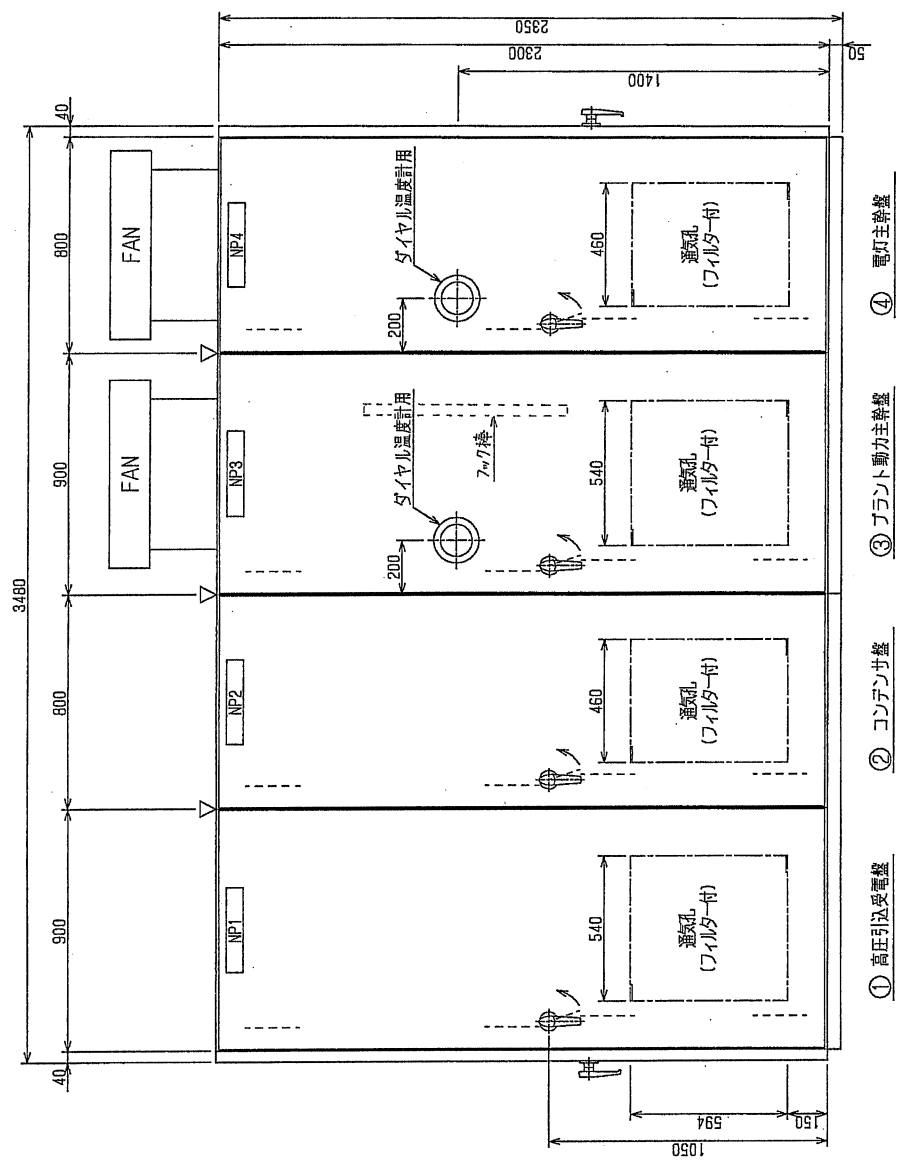 3480
40
900
800
900
800
40
FAN
FAN
NP1
NP2
NP3
NP4
ダイヤル温度計用
ダイヤル温度計用
200
200
フック棒
540
460
540
460
通気孔
(フィルター付)
通気孔
(フィルター付)
通気孔
(フィルター付)
通気孔
(フィルター付)
1050
594
150
1400
2300
2350
50
① 高圧引込受電盤
② コンデンサ盤
③ プラント動力主幹盤
④ 電灯主幹盤